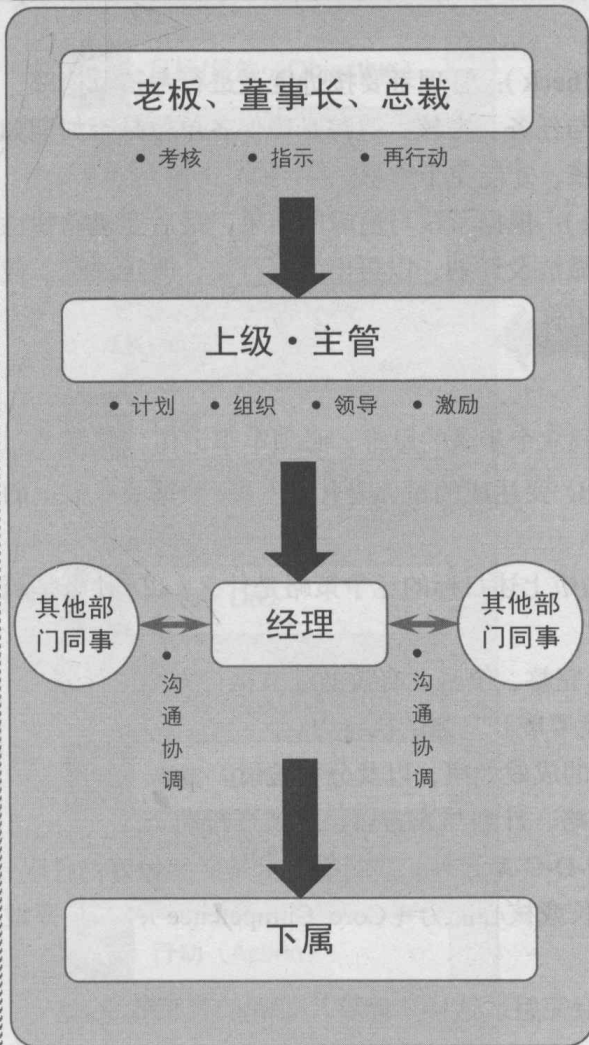 老板、董事长、总裁
• 考核 • 指示 • 再行动
上级·主管
• 计划 • 组织 • 领导 • 激励
其他部
门同事
经理
其他部
门同事
•
沟
通
协
调
•
沟
通
协
调
下属